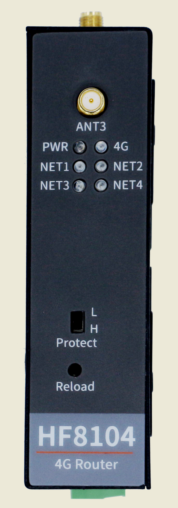 ANT3
PWR 4G
NET1 NET2
NET3 NET4
L
H
Protect
Reload
HF8104
4G Router